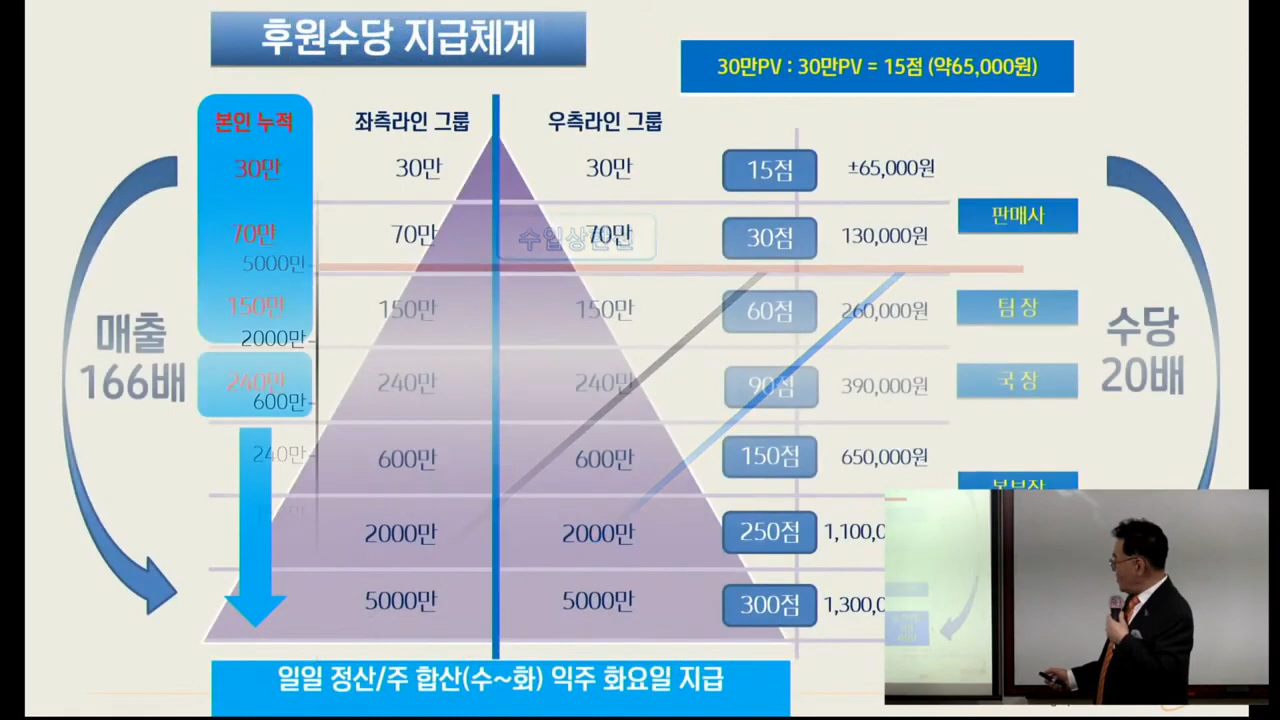 후원수당 지급체계
30만PV : 30만PV = 15점 (약65,000원)
본인 누적 좌측라인 그룹 우측라인 그룹
30만 30만 30만 15점 ±65,000원
판매사
70만 70만 70만 30점 130,000원
5000만
150만 150만 150만 60점 260,000원 팀 장
2000만
240만 240만 240만 90점 390,000원 국 장
600만
240만 600만 600만 150점 650,000원
2000만 2000만 250점 1,100,0
5000만 5000만 300점 1,300,0
매출
166배
수당
20배
일일 정산/주 합산(수~화) 익주 화요일 지급